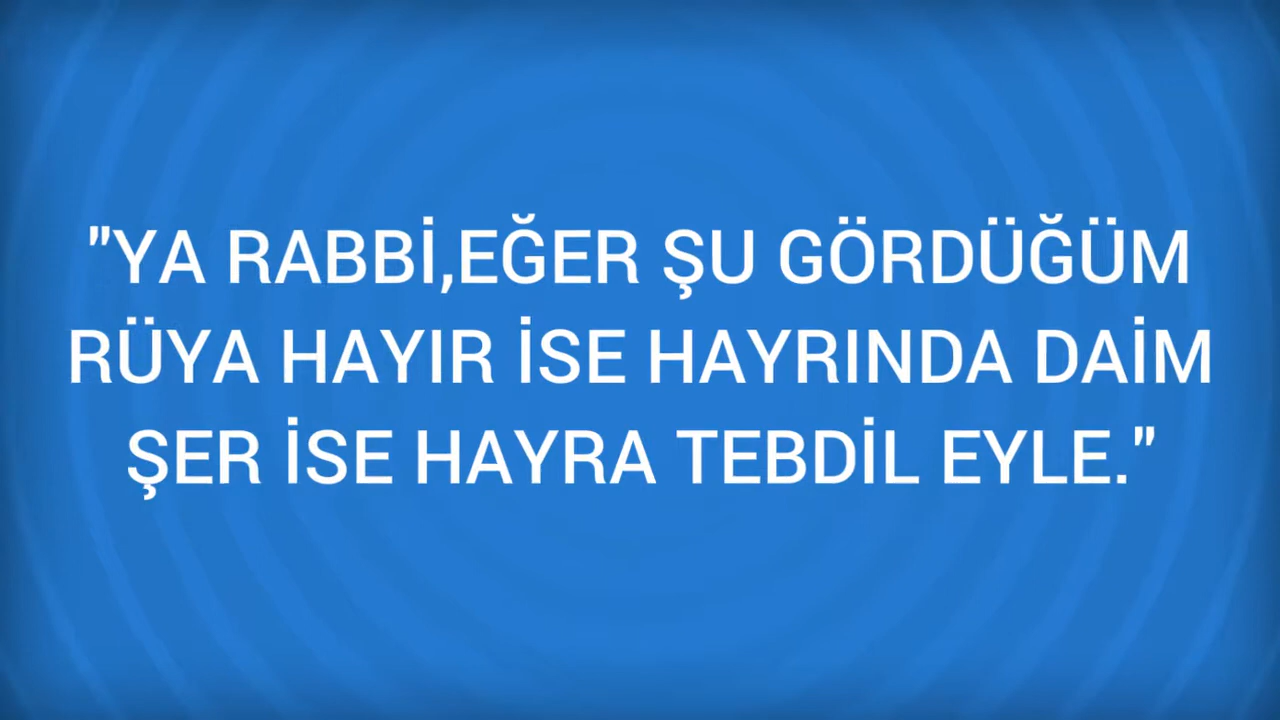 "YA RABBİ,EĞER ŞU GÖRDÜĞÜM
RÜYA HAYIR İSE HAYRINDA DAİM
ŞER İSE HAYRA TEBDİL EYLE."